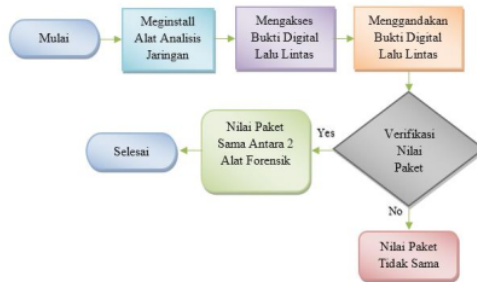 Mulai
Meginstall
Alat Analisis
Jaringan
Mengakses
Bukti Digital
Lalu Lintas
Menggandakan
Bukti Digital
Lalu Lintas
Verifikasi
Nilai
Paket
Yes
Nilai Paket
Sama Antara 2
Alat Forensik
Selesai
No
Nilai Paket
Tidak Sama